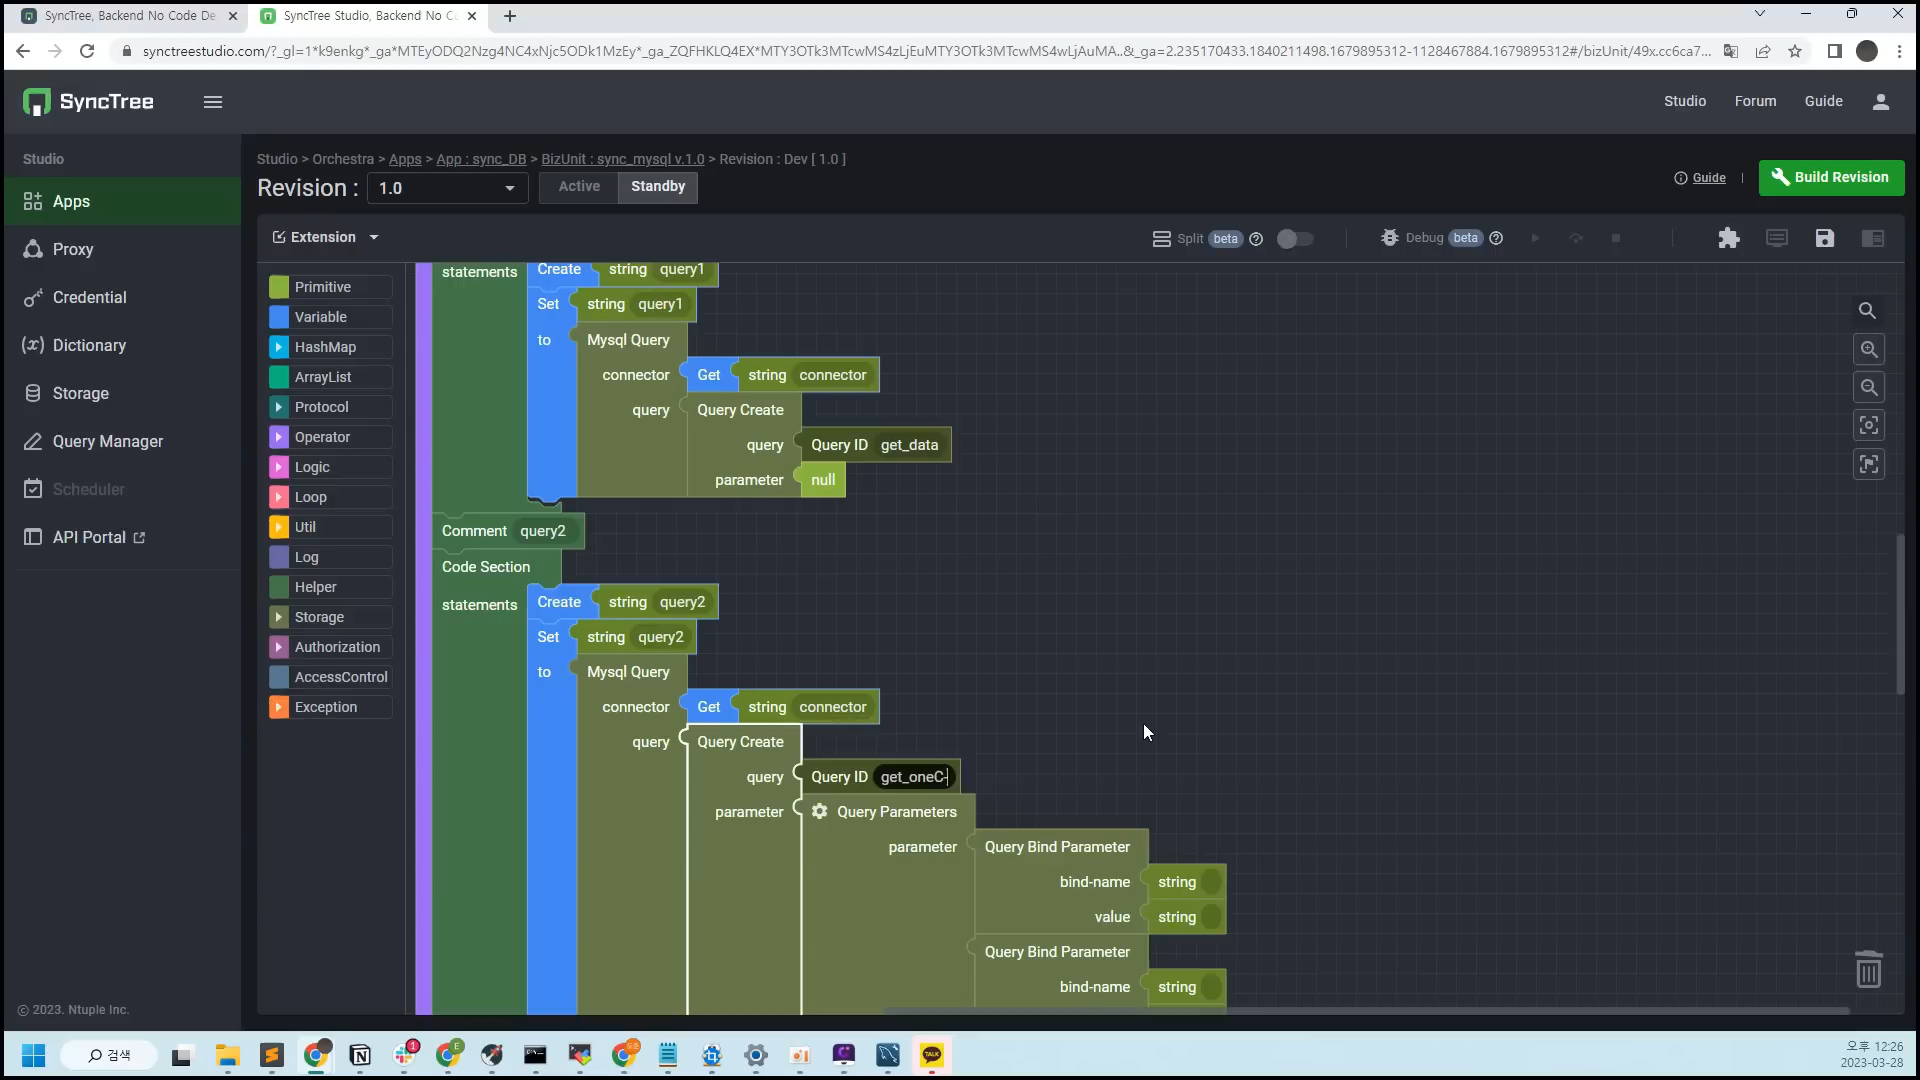 SyncTree, Backend No Code De
SyncTree Studio, Backend No C
synctreestudio.com/?_gl=1*k9enkg*_ga*MTEyODQ2Nzg4NC4xNjc5ODk1MzEy*_ga_ZQFHKLQ4EX*MTY3OTk3MTcwMS4zLjEuMTY3OTk3MTcwMS4wLjAuMA..&_ga=2.235170433.1840211498.1679895312-1128467884.1679895312#/bizUnit/49x.cc6ca7...
SyncTree
Studio
Forum
Guide
Studio
Apps
Proxy
Credential
Dictionary
Storage
Query Manager
Scheduler
API Portal
© 2023. Ntuple Inc.
Studio > Orchestra > Apps > App : sync_DB > BizUnit : sync_mysql v.1.0 > Revision : Dev [ 1.0 ]
Revision :
1.0
Active
Standby
Guide
Build Revision
Extension
Split
beta
Debug
beta
Primitive
Variable
HashMap
ArrayList
Protocol
Operator
Logic
Loop
Util
Log
Helper
Storage
Authorization
AccessControl
Exception
statements
Create string query1
Set string query1
to Mysql Query
connector Get string connector
query Query Create
query Query ID get_data
parameter null
Comment query2
Code Section
statements Create string query2
Set string query2
to Mysql Query
connector Get string connector
query Query Create
query Query ID get_oneC-
parameter Query Parameters
parameter Query Bind Parameter
bind-name string
value string
Query Bind Parameter
bind-name string
검색
1
E
TALK
오후 12:26
2023-03-28